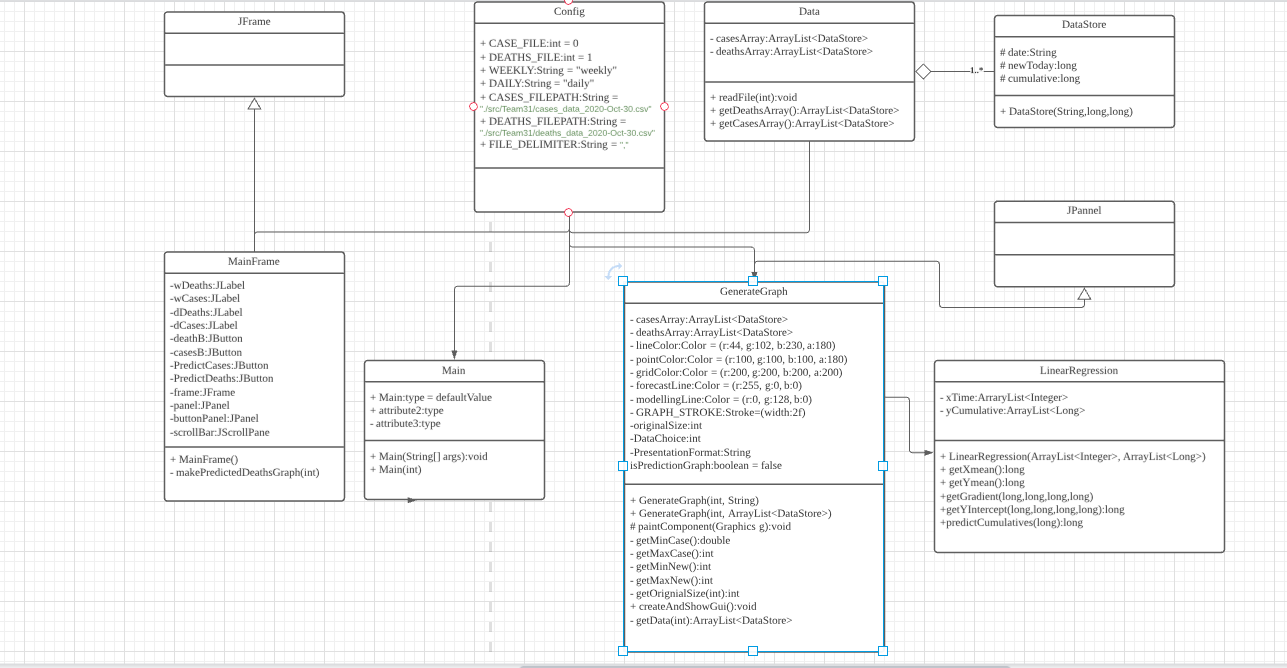 JFrame
Config
+ CASE_FILE:int = 0
+ DEATHS_FILE:int = 1
+ WEEKLY:String = "weekly"
+ DAILY:String = "daily"
+ CASES_FILEPATH:String =
"./src/Team31/cases_data_2020-Oct-30.csv"
+ DEATHS_FILEPATH:String =
"./src/Team31/deaths_data_2020-Oct-30.csv"
+ FILE_DELIMITER:String = ","
Data
- casesArray:ArrayList<DataStore>
- deathsArray:ArrayList<DataStore>
+ readFile(int):void
+ getDeathsArray():ArrayList<DataStore>
+ getCasesArray():ArrayList<DataStore>
1..*
DataStore
# date:String
# newToday:long
# cumulative:long
+ DataStore(String,long,long)
JPannel
MainFrame
-wDeaths:JLabel
-wCases:JLabel
-dDeaths:JLabel
-dCases:JLabel
-deathB:JButton
-casesB:JButton
-PredictCases:JButton
-PredictDeaths:JButton
-frame:JFrame
-panel:JPanel
-buttonPanel:JPanel
-scrollBar:JScrollPane
+ MainFrame()
- makePredictedDeathsGraph(int)
Main
+ Main:type = defaultValue
+ attribute2:type
- attribute3:type
+ Main(String[] args):void
+ Main(int)
GenerateGraph
- casesArray:ArrayList<DataStore>
- deathsArray:ArrayList<DataStore>
- lineColor:Color = (r:44, g:102, b:230, a:180)
- pointColor:Color = (r:100, g:100, b:100, a:180)
- gridColor:Color = (r:200, g:200, b:200, a:200)
- forecastLine:Color = (r:255, g:0, b:0)
- modellingLine:Color = (r:0, g:128, b:0)
- GRAPH_STROKE:Stroke=(width:2f)
-originalSize:int
-DataChoice:int
-PresentationFormat:String
isPredictionGraph:boolean = false
+ GenerateGraph(int, String)
+ GenerateGraph(int, ArrayList<DataStore>)
# paintComponent(Graphics g):void
- getMinCase():double
- getMaxCase():int
- getMinNew():int
- getMaxNew():int
- getOrignialSize(int):int
+ createAndShowGui():void
- getData(int):ArrayList<DataStore>
LinearRegression
- xTime:ArraryList<Integer>
- yCumulative:ArrayList<Long>
+ LinearRegression(ArrayList<Integer>, ArrayList<Long>)
+ getXmean():long
+ getYmean():long
+getGradient(long,long,long,long)
+getYIntercept(long,long,long,long):long
+predictCumulatives(long):long